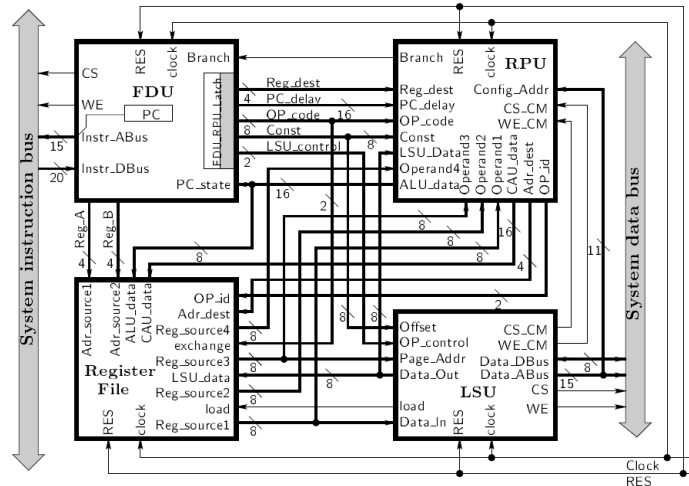 System instruction bus
CS
WE
15
Instr_ABus
Instr_DBus
20
RES
clock
FDU
PC
Branch
FDU_RPU_Latch
PC_state
Reg_dest
4
PC_delay
16
OP_code
8
Const
8
LSU_control
2
16
2
Branch
RES
clock
RPU
Reg_dest
PC_delay
OP_code
Const
LSU_Data
Operand4
ALU_data
Config_Addr
CS_CM
WE_CM
Operand3
Operand2
Operand1
CAU_data
Adr_dest
OP_id
Reg_A
4
Reg_B
4
8
8
8
8
16
4
11
2
System data bus
Adr_source1
Adr_source2
ALU_data
CAU_data
Register
File
RES
clock
OP_id
Adr_dest
Reg_source4
8
exchange
Reg_source3
8
LSU_data
8
Reg_source2
8
load
Reg_source1
8
8
8
Offset
OP_control
Page_Addr
Data_Out
load
Data_In
LSU
RES
clock
CS_CM
WE_CM
Data_DBus
8
Data_ABus
15
CS
WE
Clock
RES